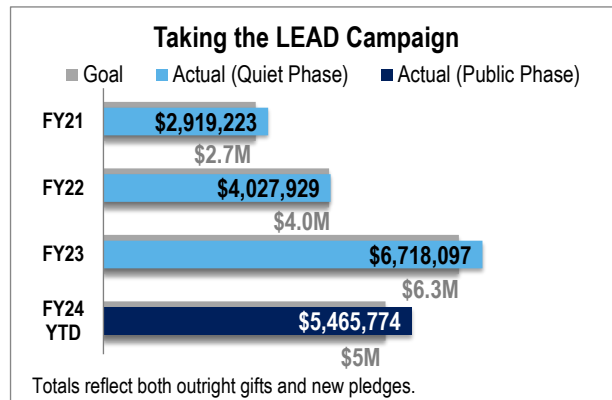 Taking the LEAD Campaign
Goal Actual (Quiet Phase) Actual (Public Phase)
FY21 $2,919,223
$2.7M
FY22 $4,027,929
$4.0M
FY23 $6,718,097
$6.3M
FY24 $5,465,774
YTD
$5M
Totals reflect both outright gifts and new pledges.